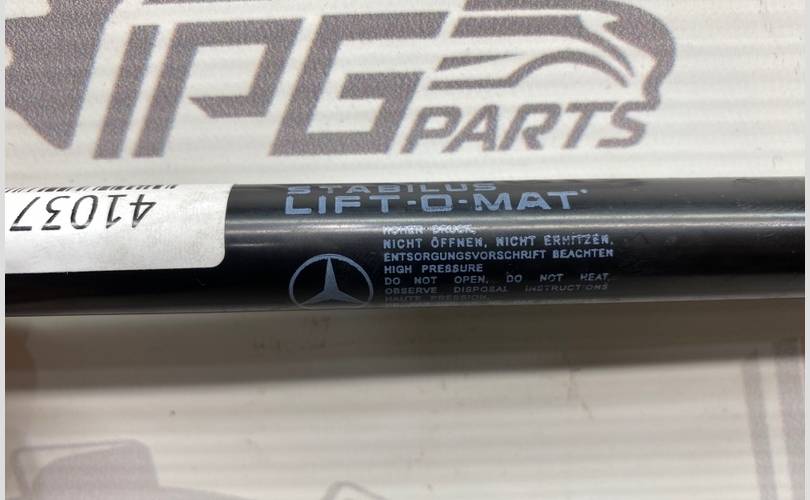 IPG
PARTS
41037
STABILUS
LIFT-O-MAT
HOHER DRUCK,
NICHT ÖFFNEN, NICHT ERHITZEN,
ENTSORGUNGSVORSCHRIFT BEACHTEN
HIGH PRESSURE
DO NOT OPEN, DO NOT HEAT,
OBSERVE DISPOSAL INSTRUCTIONS
HAUTE PRESSION,